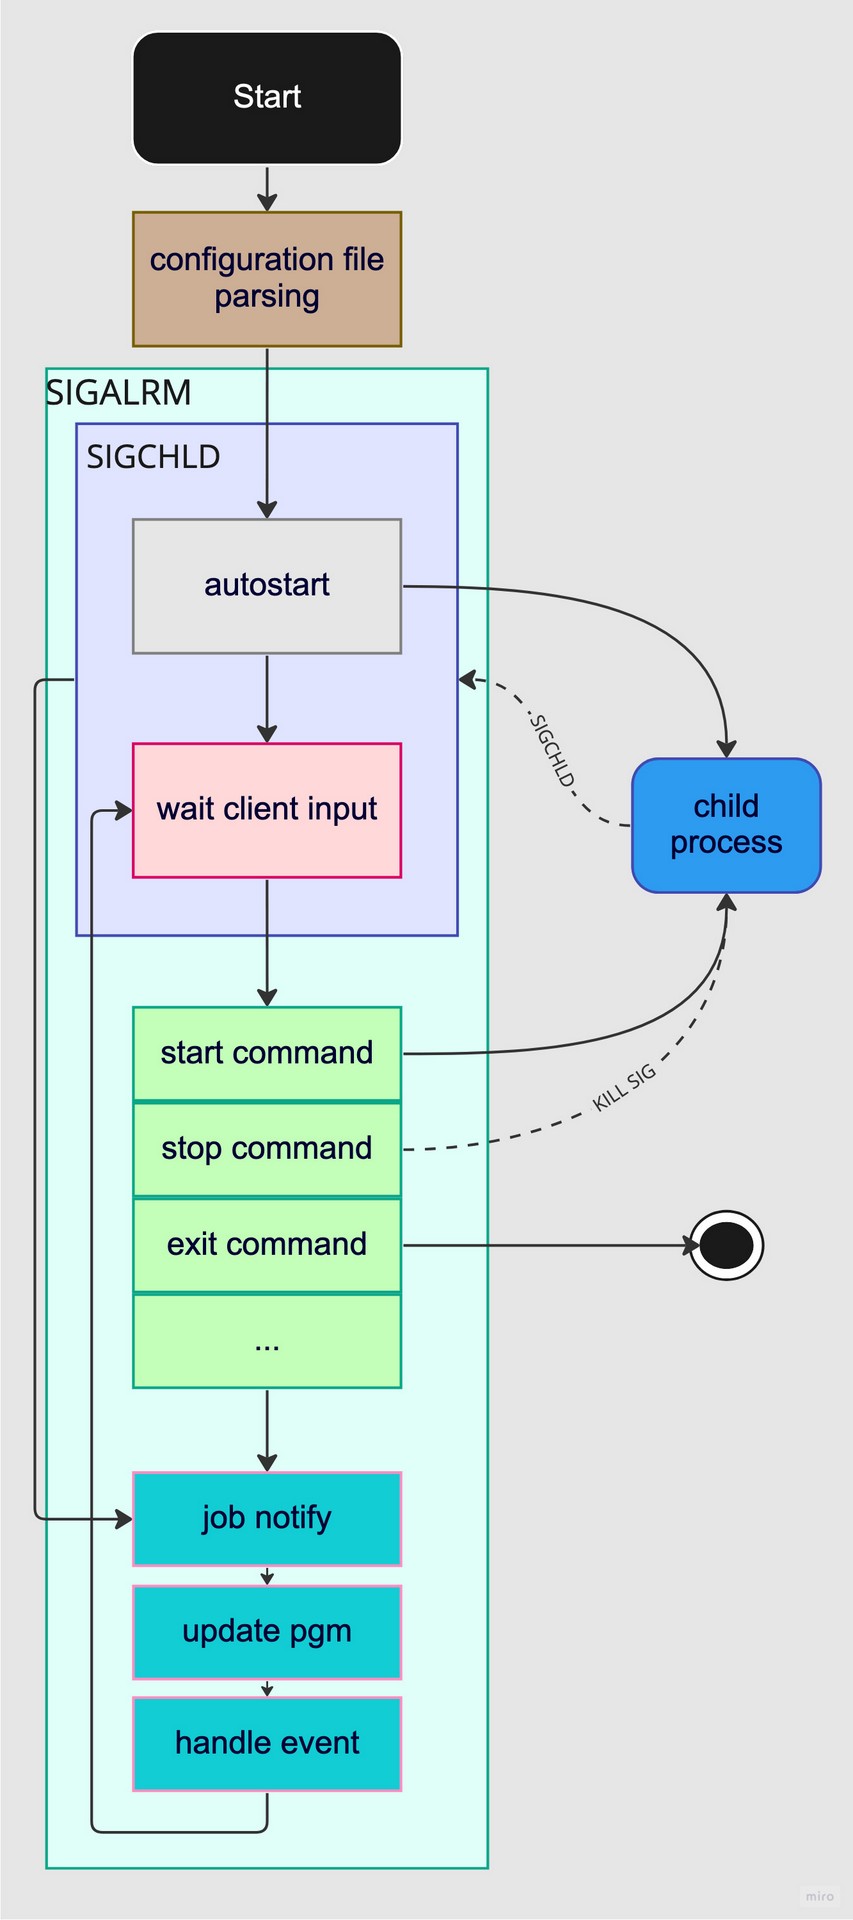 Start
configuration file
parsing
SIGALRM
SIGCHLD
autostart
SIGCHLD
wait client input
child
process
start command
KILL SIG
stop command
exit command
...
job notify
update pgm
handle event
miro